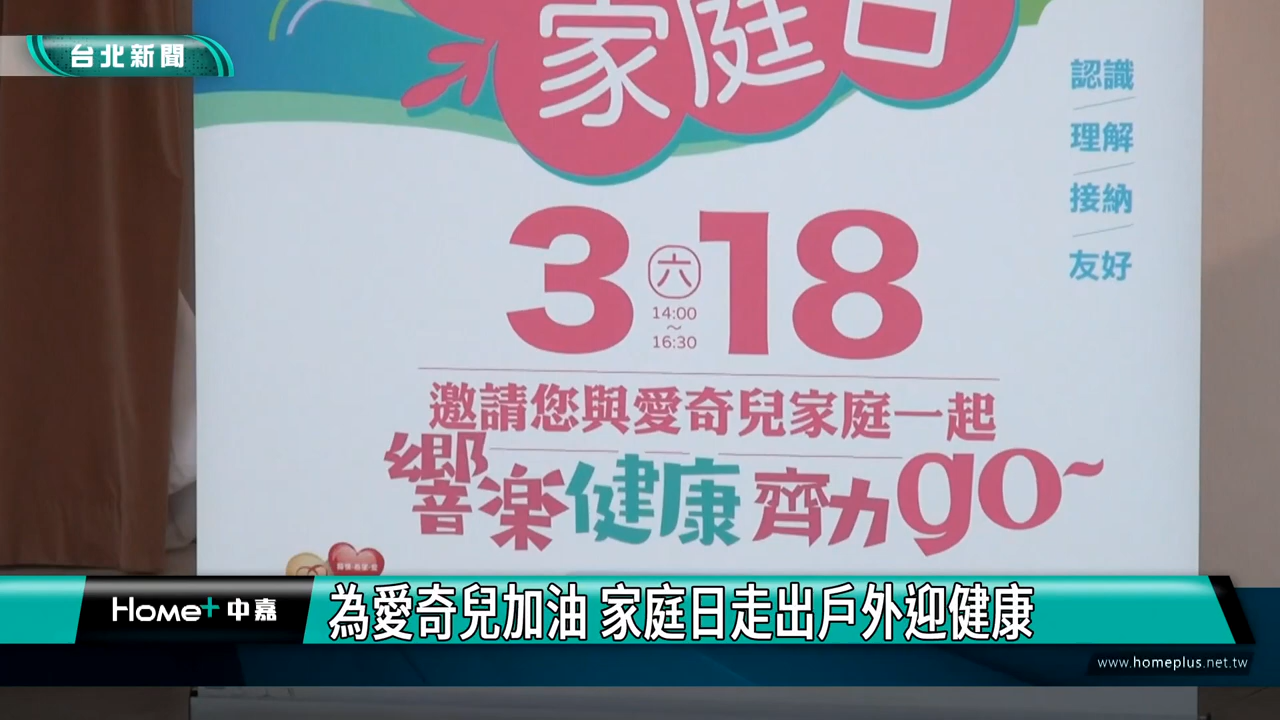 台北新聞
家庭日
認識
理解
接納
友好
3 18
六
14:00
~
16:30
邀請您與愛奇兒家庭一起
響楽健康 齊力go~
Home+ 中嘉
為愛奇兒加油 家庭日走出戶外迎健康
www.homeplus.net.tw